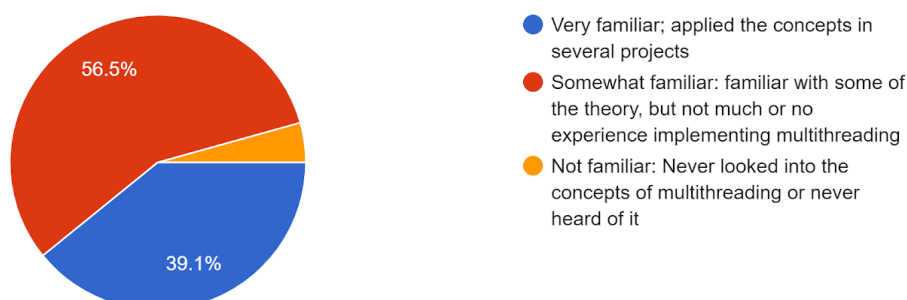 56.5%
39.1%
Very familiar; applied the concepts in
several projects
Somewhat familiar: familiar with some of
the theory, but not much or no
experience implementing multithreading
Not familiar: Never looked into the
concepts of multithreading or never
heard of it